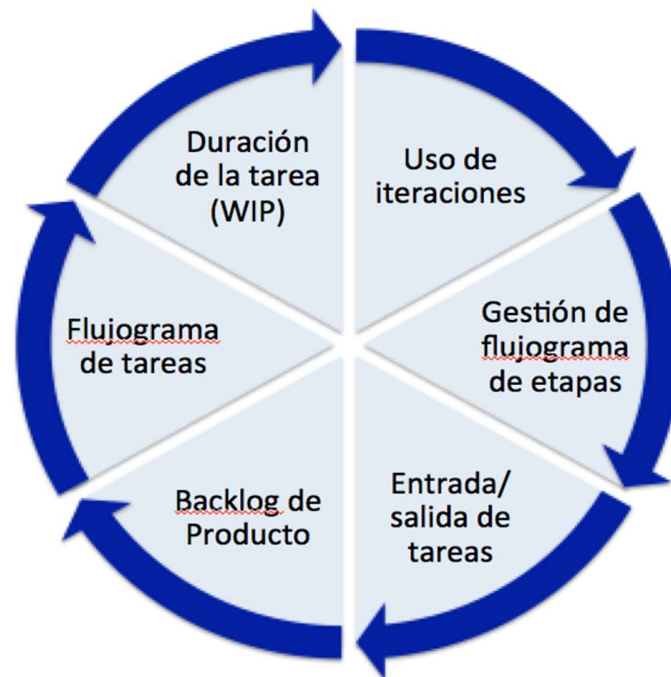 Duración
de la tarea
(WIP)
Uso de
iteraciones
Gestión de
flujograma
de etapas
Entrada/
salida de
tareas
Backlog de
Producto
Flujograma
de tareas